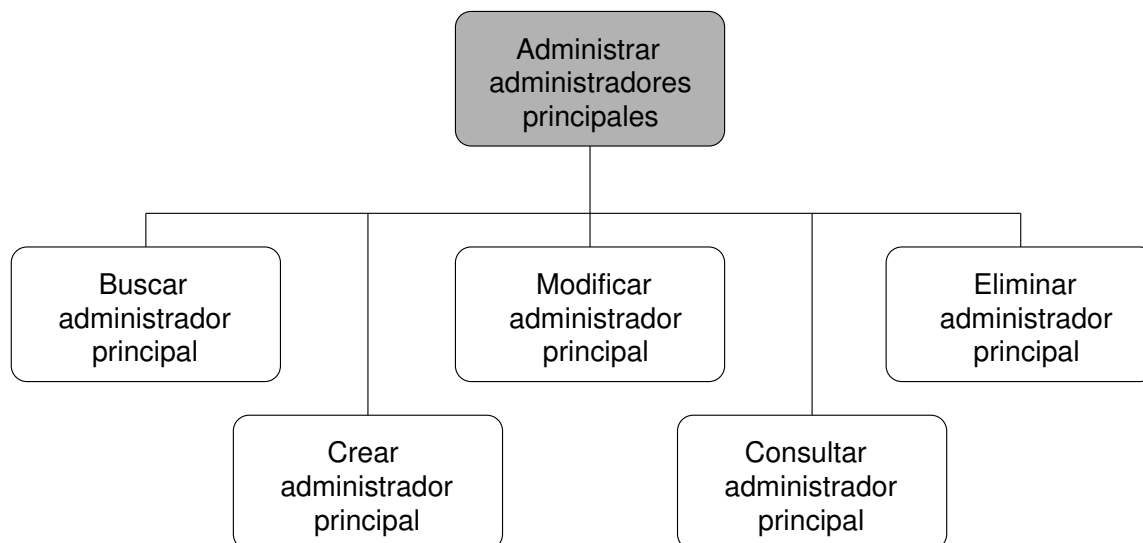 Administrar
administradores
principales
Buscar
administrador
principal
Modificar
administrador
principal
Eliminar
administrador
principal
Crear
administrador
principal
Consultar
administrador
principal